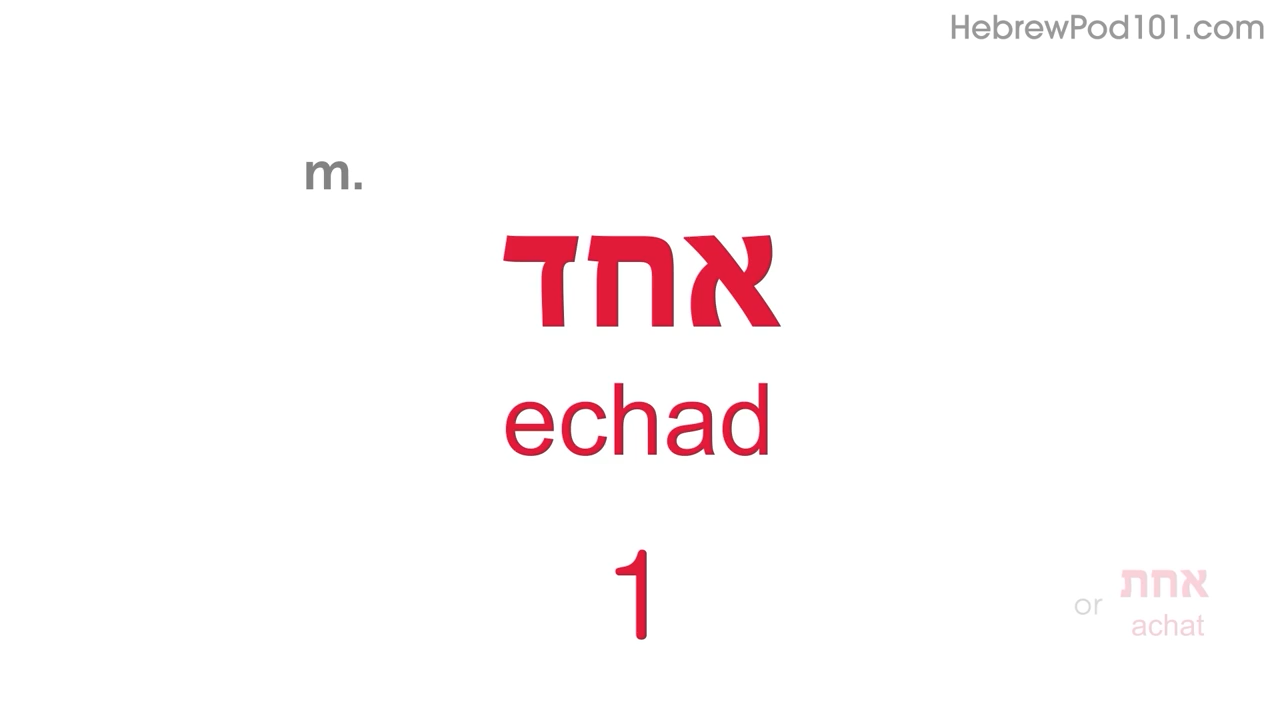 HebrewPod101.com
m.
אחד
echad
1
or
אחת
achat